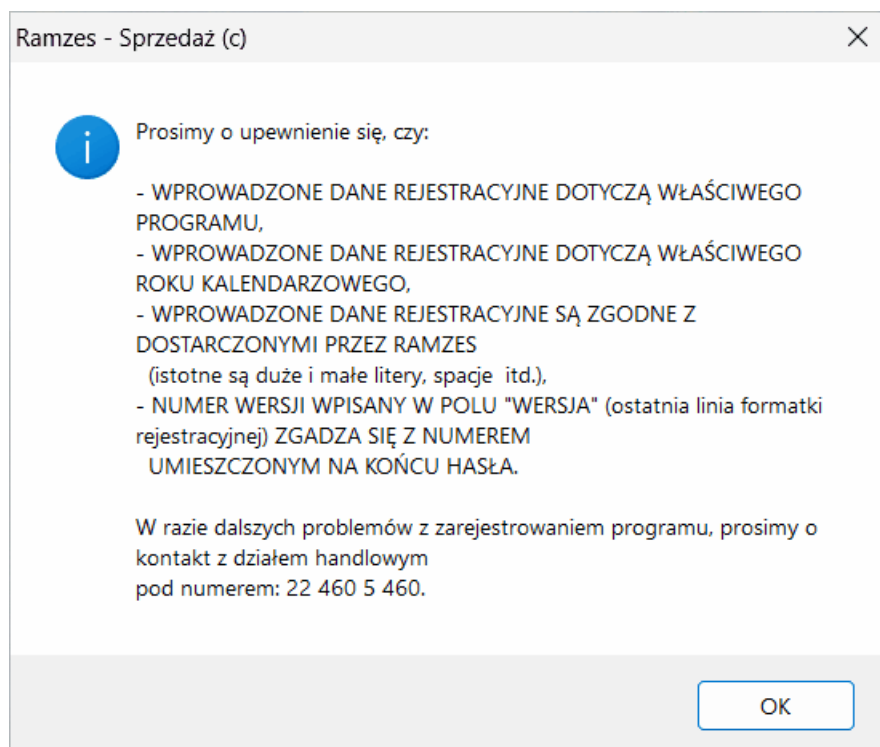 Ramzes - Sprzedaż (c)
Prosimy o upewnienie się, czy:
- WPROWADZONE DANE REJESTRACYJNE DOTYCZĄ WŁAŚCIWEGO
PROGRAMU,
- WPROWADZONE DANE REJESTRACYJNE DOTYCZĄ WŁAŚCIWEGO
ROKU KALENDARZOWEGO,
- WPROWADZONE DANE REJESTRACYJNE SĄ ZGODNE Z
DOSTARCZONYMI PRZEZ RAMZES
(istotne są duże i małe litery, spacje  itd.),
- NUMER WERSJI WPISANY W POLU "WERSJA" (ostatnia linia formatki
rejestracyjnej) ZGADZA SIĘ Z NUMEREM
UMIESZCZONYM NA KOŃCU HASŁA.
W razie dalszych problemów z zarejestrowaniem programu, prosimy o
kontakt z działem handlowym
pod numerem: 22 460 5 460.
OK